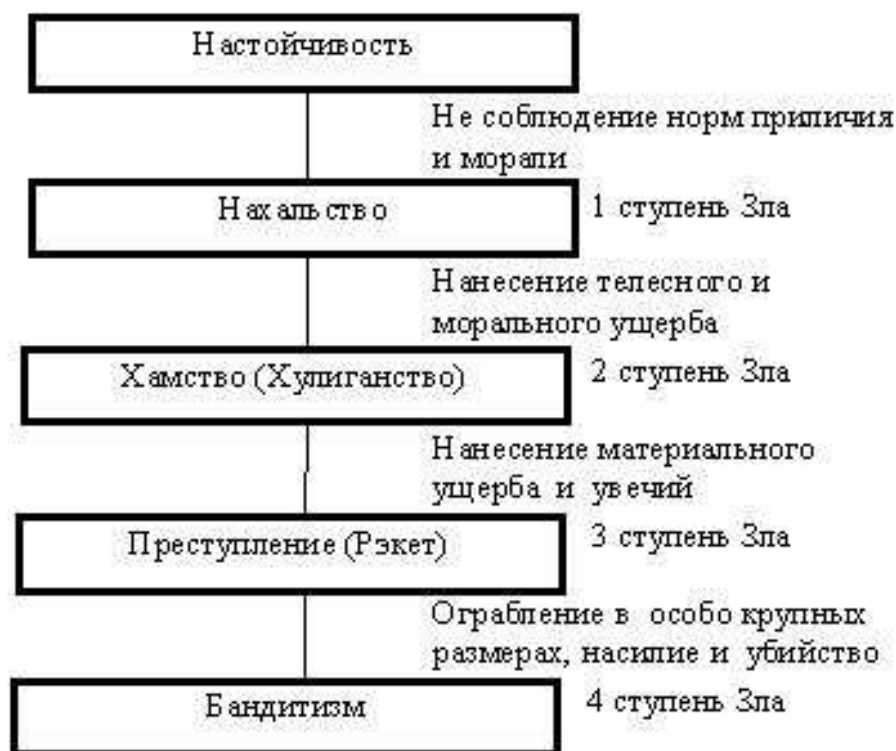 Настойчивость
Не соблюдение норм приличия
и морали
Нахальство
1 ступень Зла
Нанесение телесного и
морального ущерба
Хамство (Хулиганство)
2 ступень Зла
Нанесение материального
ущерба и увечий
Преступление (Рэкет)
3 ступень Зла
Ограбление в особо крупных
размерах, насилие и убийство
Бандитизм
4 ступень Зла